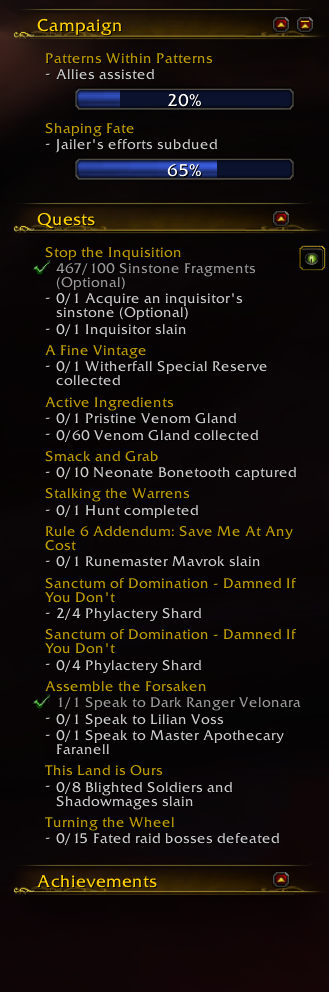 Campaign
Patterns Within Patterns
- Allies assisted
20%
Shaping Fate
- Jailer's efforts subdued
65%
Quests
Stop the Inquisition
467/100 Sinstone Fragments
(Optional)
- 0/1 Acquire an inquisitor's
sinstone (Optional)
- 0/1 Inquisitor slain
A Fine Vintage
- 0/1 Witherfall Special Reserve
collected
Active Ingredients
- 0/1 Pristine Venom Gland
- 0/60 Venom Gland collected
Smack and Grab
- 0/10 Neonate Bonetooth captured
Stalking the Warrens
- 0/1 Hunt completed
Rule 6 Addendum: Save Me At Any
Cost
- 0/1 Runemaster Mavrok slain
Sanctum of Domination - Damned If
You Don't
- 2/4 Phylactery Shard
Sanctum of Domination - Damned If
You Don't
- 0/4 Phylactery Shard
Assemble the Forsaken
1/1 Speak to Dark Ranger Velonara
- 0/1 Speak to Lilian Voss
- 0/1 Speak to Master Apothecary
Faranell
This Land is Ours
- 0/8 Blighted Soldiers and
Shadowmages slain
Turning the Wheel
- 0/15 Fated raid bosses defeated
Achievements